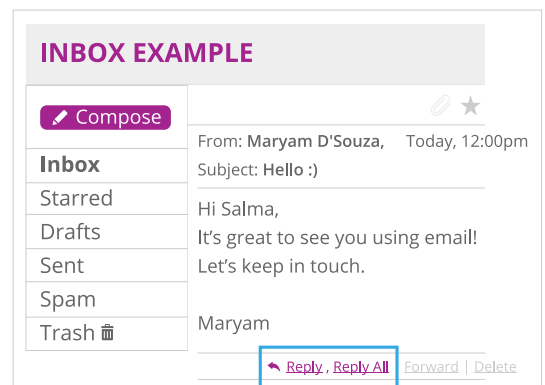 INBOX EXAMPLE
Compose
Inbox
Starred
Drafts
Sent
Spam
Trash
From: Maryam D'Souza, Today, 12:00pm
Subject: Hello :)
Hi Salma,
It's great to see you using email!
Let's keep in touch.
Maryam
Reply , Reply All Forward | Delete